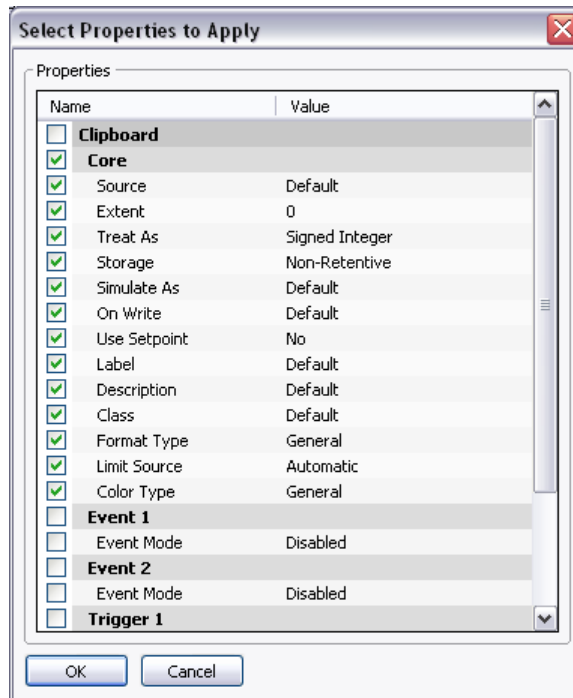 Select Properties to Apply
Properties
Name Value
Clipboard
Core
Source Default
Extent 0
Treat As Signed Integer
Storage Non-Retentive
Simulate As Default
On Write Default
Use Setpoint No
Label Default
Description Default
Class Default
Format Type General
Limit Source Automatic
Color Type General
Event 1
Event Mode Disabled
Event 2
Event Mode Disabled
Trigger 1
OK Cancel